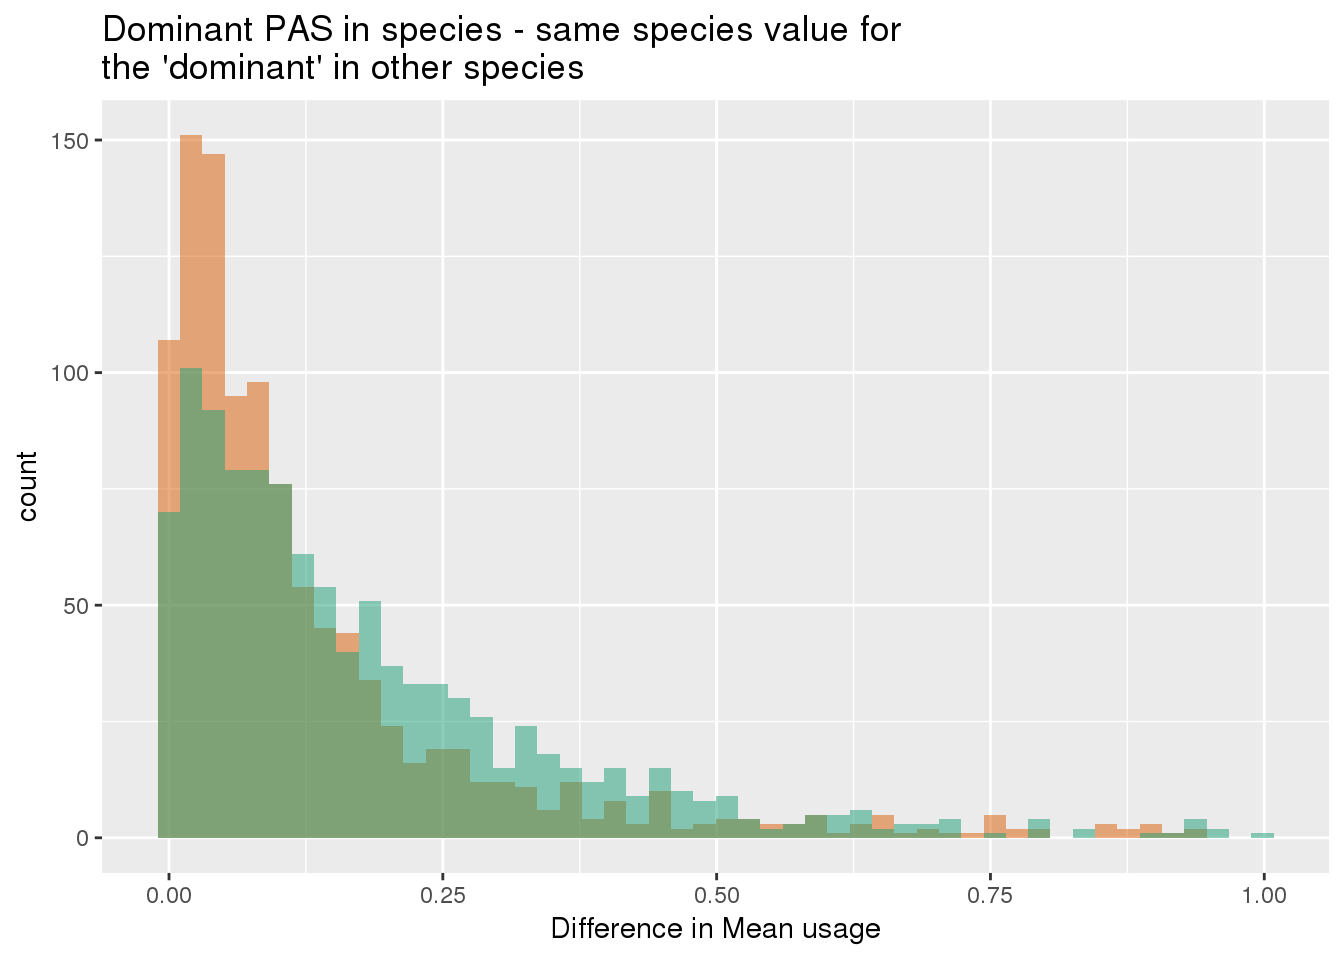 Dominant PAS in species - same species value for
the 'dominant' in other species
150
100
50
0
count
0.00
0.25
0.50
0.75
1.00
Difference in Mean usage